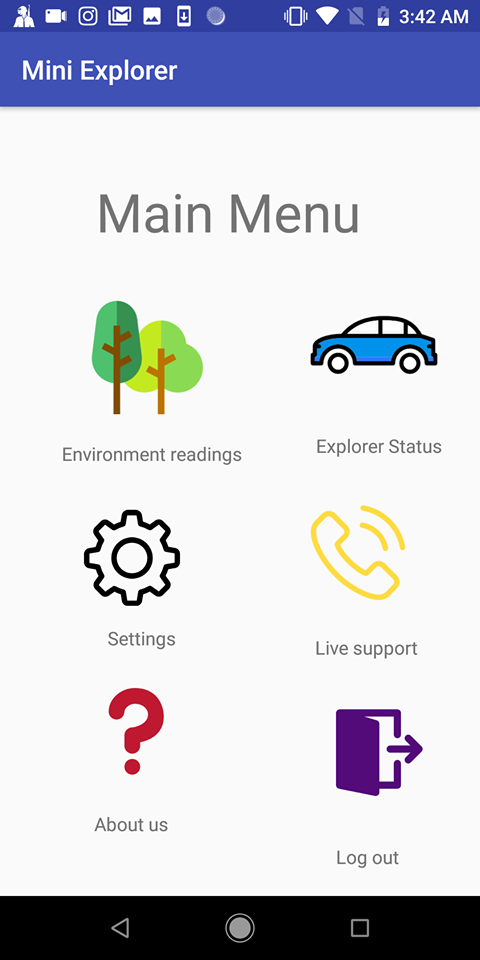 3:42 AM
Mini Explorer
Main Menu
Environment readings
Explorer Status
Settings
Live support
About us
Log out